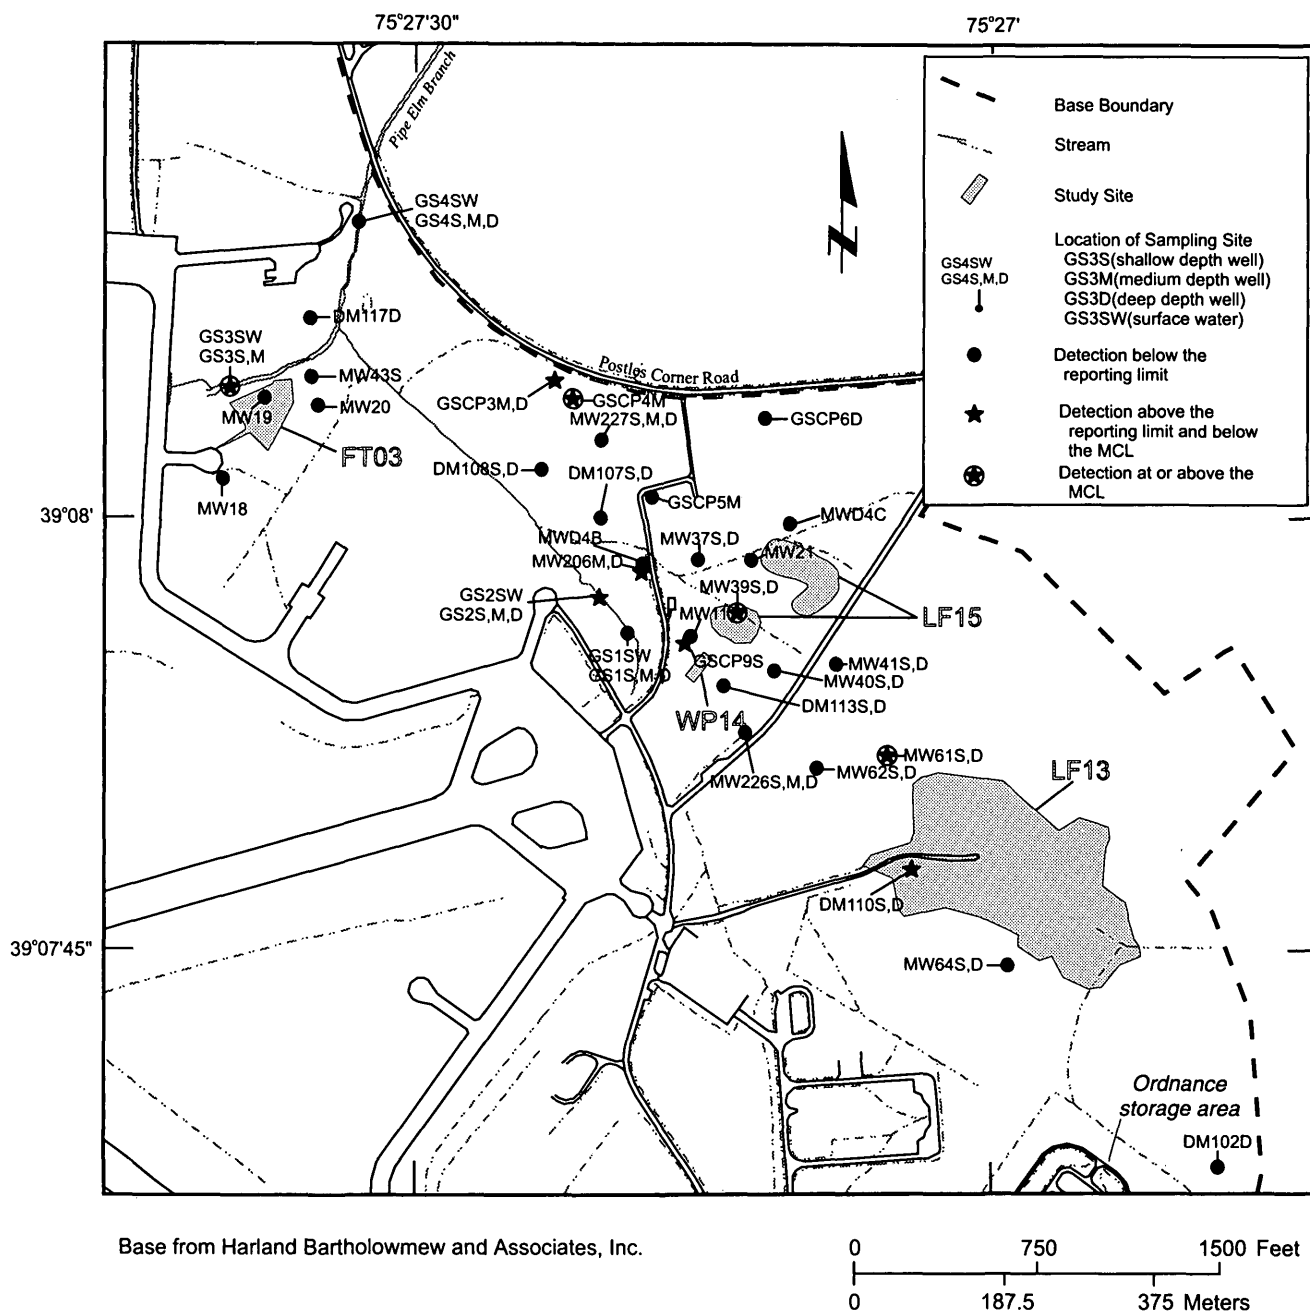 75°27'30"
75°27'
Pipe Elm Branch
Base Boundary
Stream
Study Site
Location of Sampling Site
GS3S(shallow depth well)
GS3M(medium depth well)
GS3D(deep depth well)
GS3SW(surface water)
GS4SW
GS4S,M,D
Detection below the
reporting limit
Detection above the
reporting limit and below
the MCL
Detection at or above the
MCL
N
GS4SW
GS4S,M,D
DM117D
GS3SW
GS3S,M
MW43S
MW19
MW20
FT03
MW18
Postles Corner Road
GSCP3M,D
GSCP4M
MW227S,M,D
GSCP6D
DM108S,D
DM107S,D
GSCP5M
39°08'
MWD4C
MWD4B
MW37S,D
MW21
MW206M,D
MW39S,D
GS2SW
GS2S,M,D
MW11
LF15
GS1SW
GS1S,M,D
GSCP9S
MW41S,D
MW40S,D
DM113S,D
WP14
MW61S,D
MW226S,M,D
MW62S,D
LF13
DM110S,D
39°07'45"
MW64S,D
Ordnance
storage area
DM102D
Base from Harland Bartholowmew and Associates, Inc.
0 750 1500 Feet
0 187.5 375 Meters